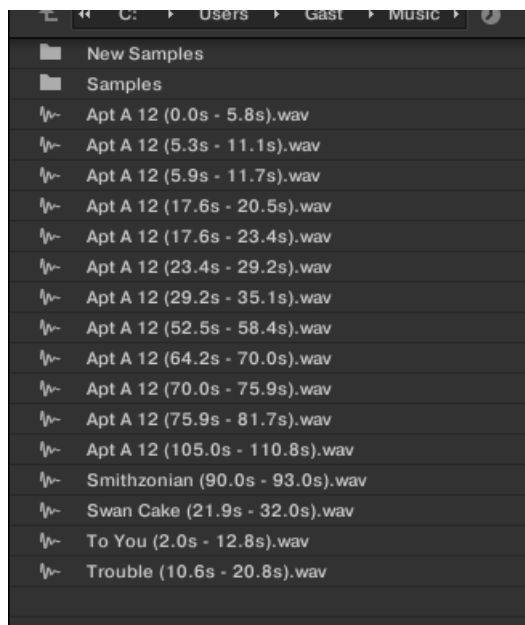 C: Users Gast Music
New Samples
Samples
Apt A 12 (0.0s - 5.8s).wav
Apt A 12 (5.3s - 11.1s).wav
Apt A 12 (5.9s - 11.7s).wav
Apt A 12 (17.6s - 20.5s).wav
Apt A 12 (17.6s - 23.4s).wav
Apt A 12 (23.4s - 29.2s).wav
Apt A 12 (29.2s - 35.1s).wav
Apt A 12 (52.5s - 58.4s).wav
Apt A 12 (64.2s - 70.0s).wav
Apt A 12 (70.0s - 75.9s).wav
Apt A 12 (75.9s - 81.7s).wav
Apt A 12 (105.0s - 110.8s).wav
Smithzonian (90.0s - 93.0s).wav
Swan Cake (21.9s - 32.0s).wav
To You (2.0s - 12.8s).wav
Trouble (10.6s - 20.8s).wav